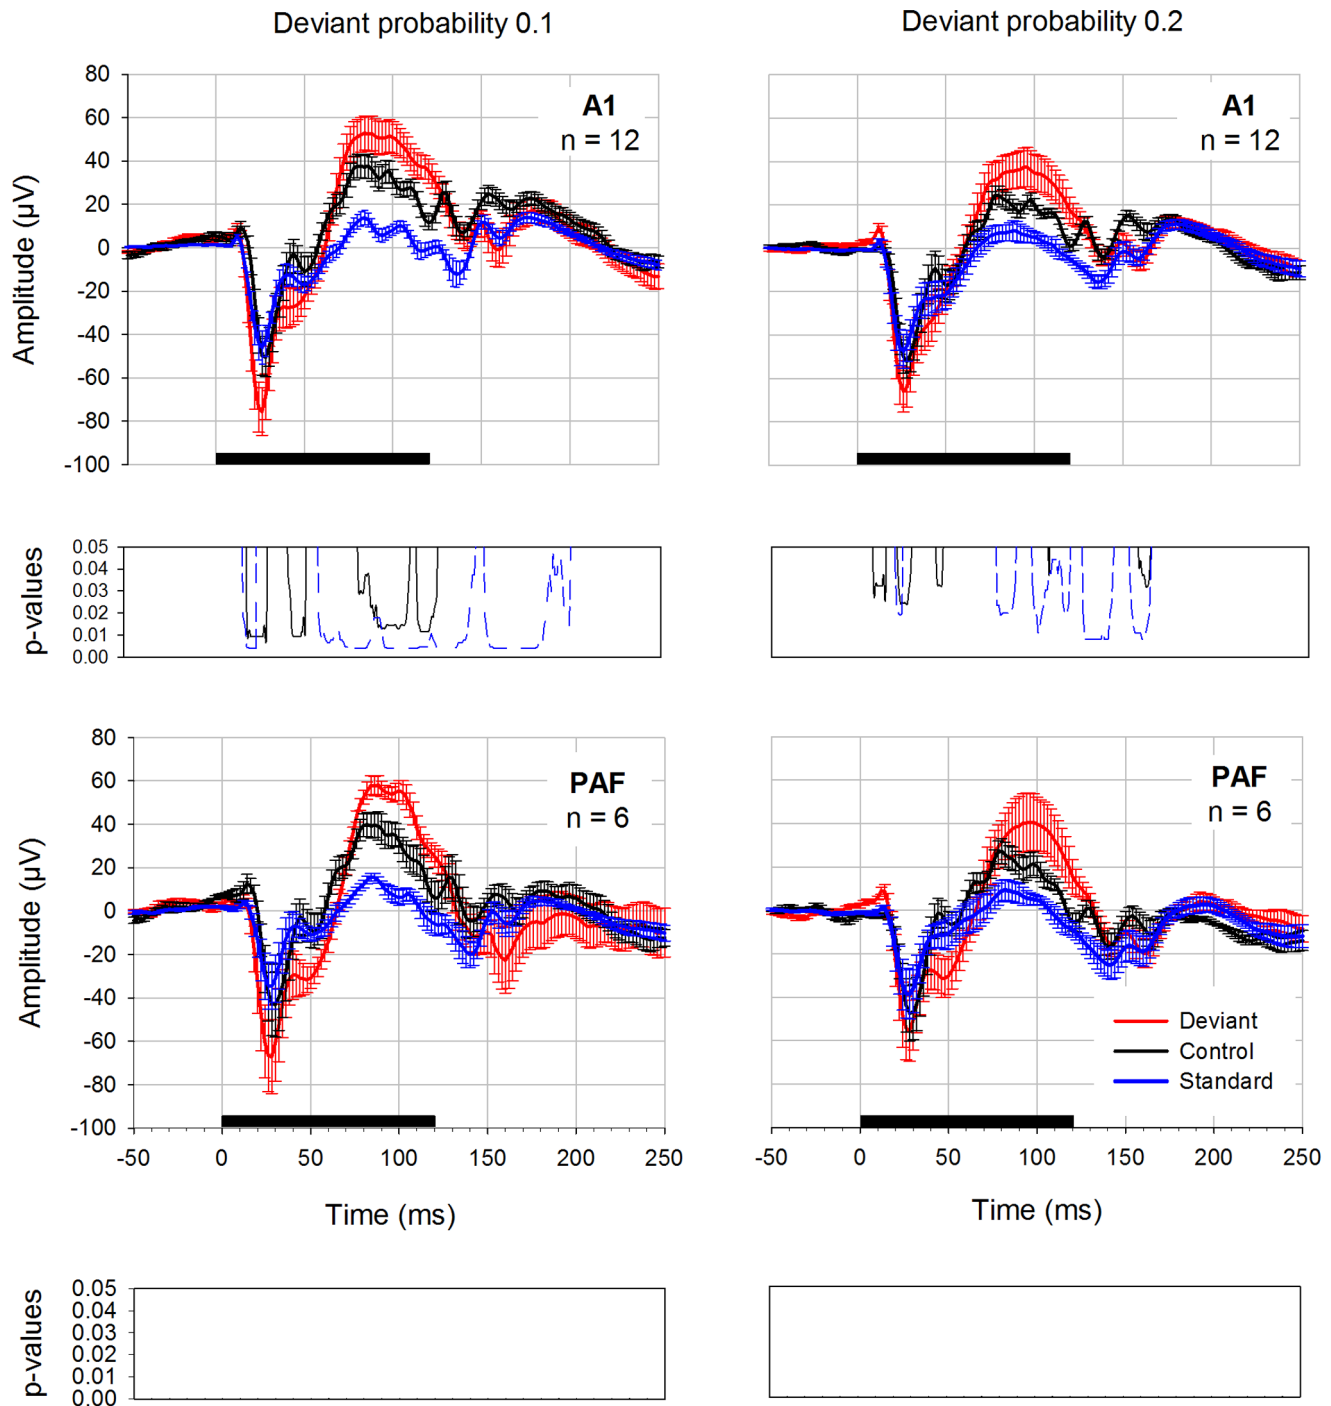 Deviant probability 0.1
Deviant probability 0.2
80
60
40
20
0
-20
-40
-60
-80
-100
Amplitude (µV)
A1
n = 12
A1
n = 12
0.05
0.04
0.03
0.02
0.01
0.00
p-values
80
60
40
20
0
-20
-40
-60
-80
-100
Amplitude (µV)
PAF
n = 6
PAF
n = 6
Deviant
Control
Standard
-50 0 50 100 150 200 250
-50 0 50 100 150 200 250
Time (ms)
Time (ms)
0.05
0.04
0.03
0.02
0.01
0.00
p-values